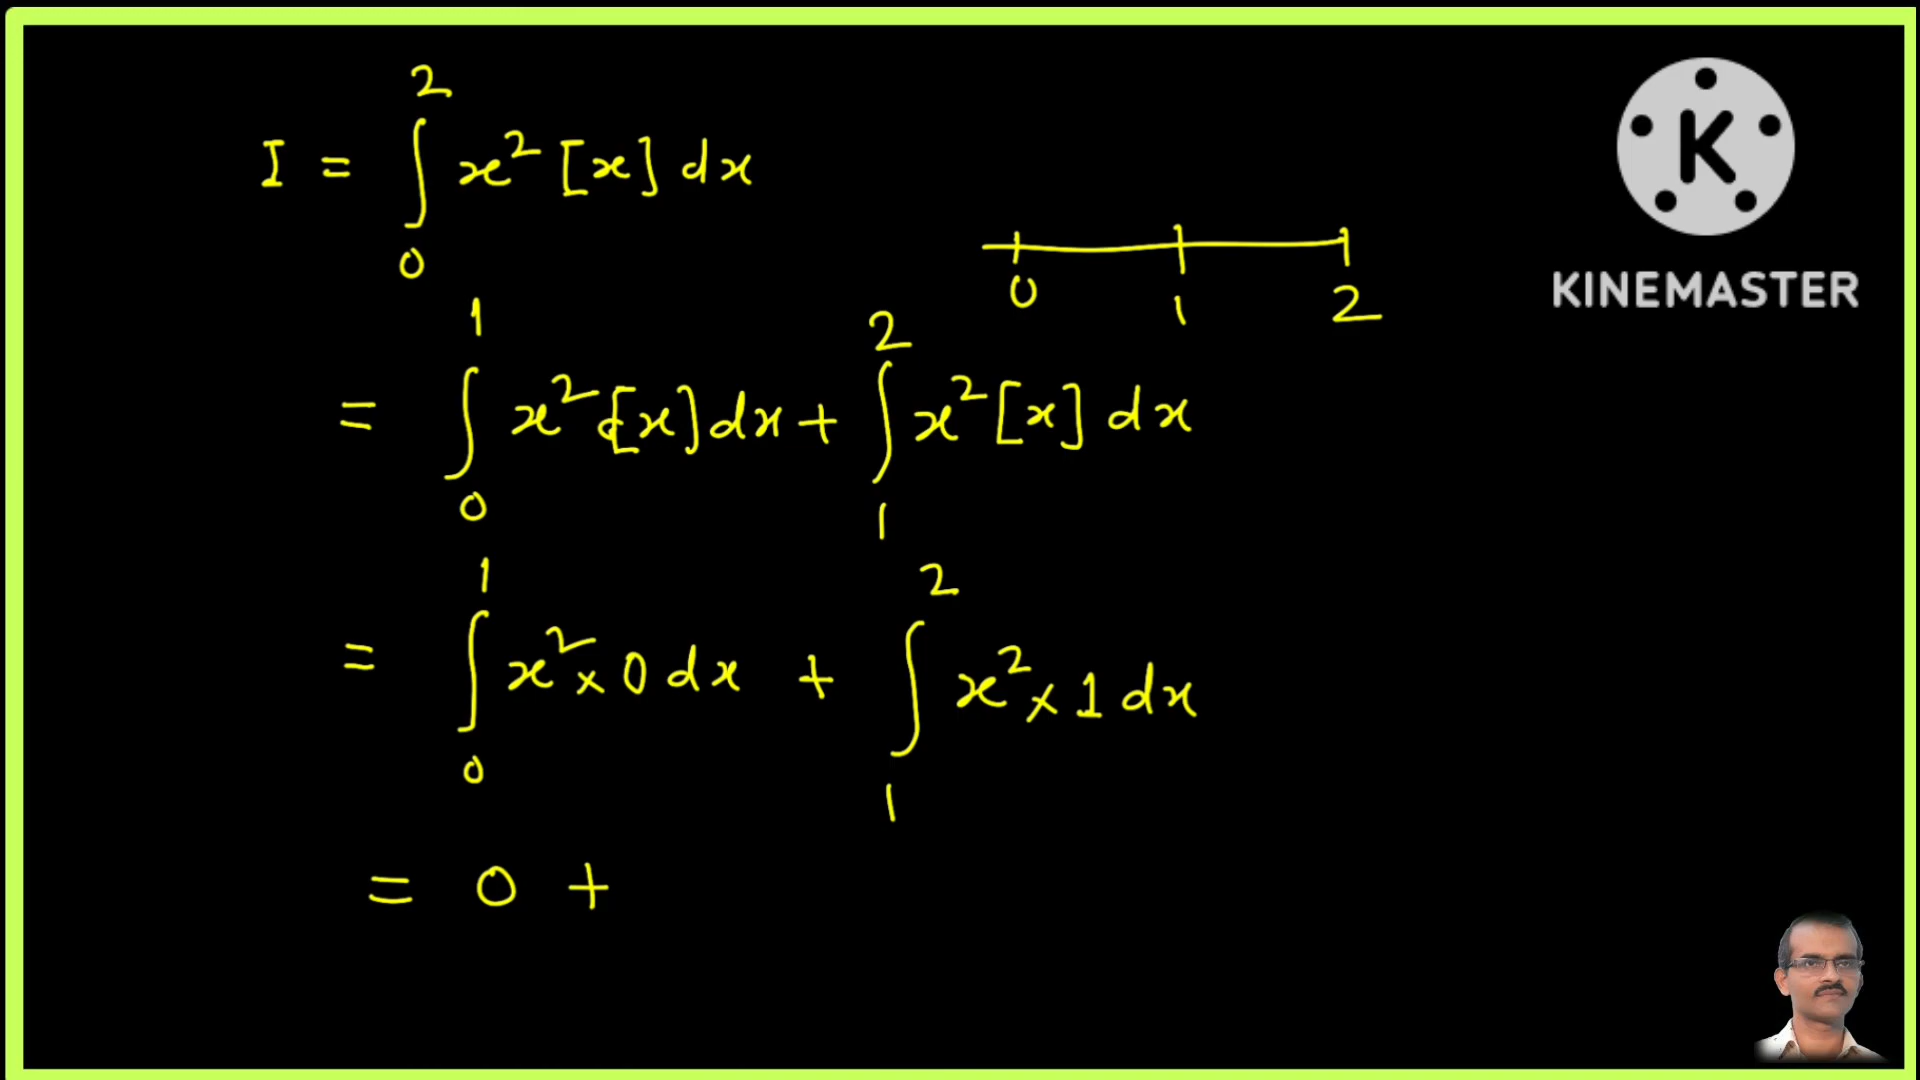 I = ∫₀² x² [x] dx
0 1 2
K
KINEMASTER
= ∫₀¹ x² [x] dx + ∫₁² x² [x] dx
= ∫₀¹ x² × 0 dx + ∫₁² x² × 1 dx
= 0 +